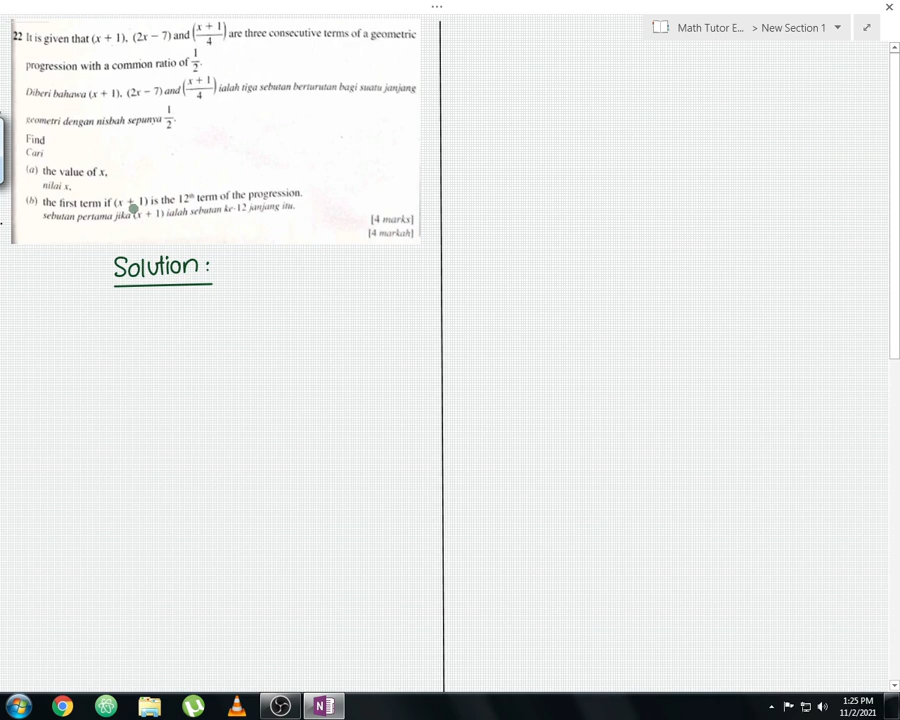 Math Tutor E... > New Section 1
22 It is given that (x + 1), (2x − 7) and ((x + 1)/4) are three consecutive terms of a geometric
progression with a common ratio of 1/2.
Diberi bahawa (x + 1), (2x − 7) and ((x + 1)/4) ialah tiga sebutan berturutan bagi suatu janjang
geometri dengan nisbah sepunya 1/2.
Find
Cari
(a) the value of x,
nilai x,
(b) the first term if (x + 1) is the 12th term of the progression.
sebutan pertama jika (x + 1) ialah sebutan ke-12 janjang itu.
[4 marks]
[4 markah]
Solution :
1:25 PM
11/2/2021